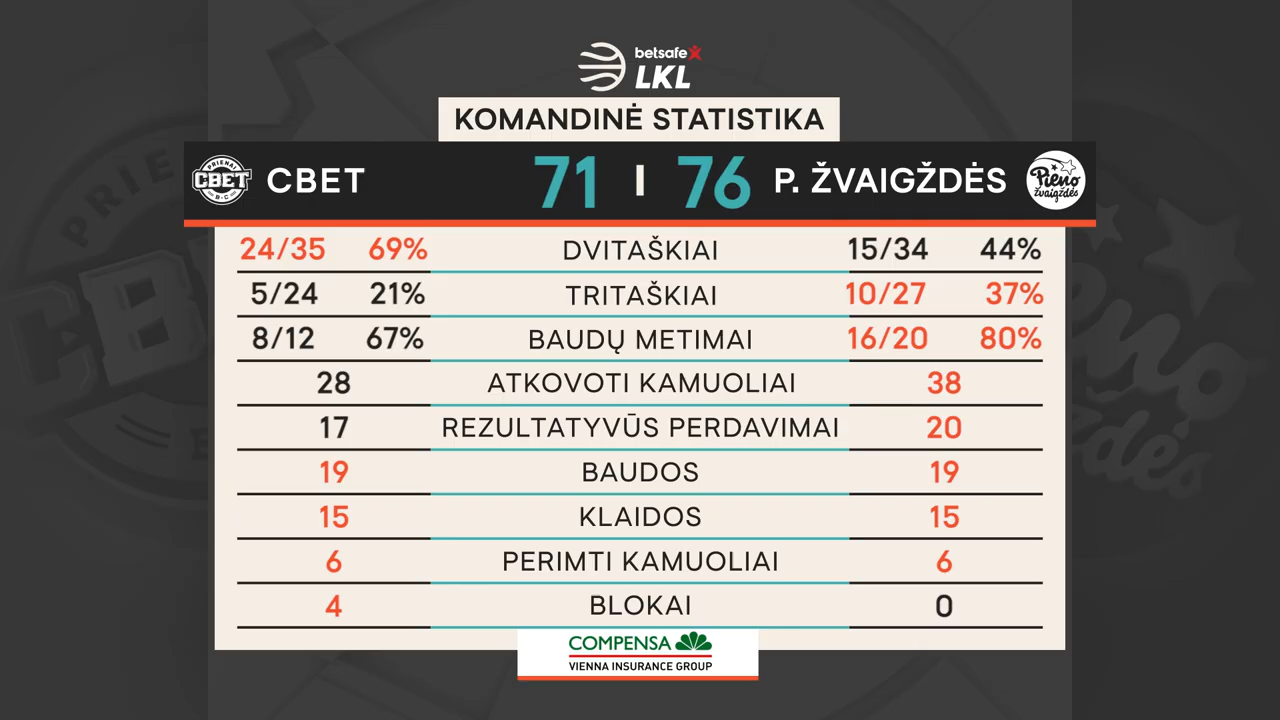 betsafe
LKL
KOMANDINĖ STATISTIKA
PRIENAI
CBET
B•C
CBET 71 | 76 P. ŽVAIGŽDĖS
Pieno
žvaigždės
24/35 69% DVITAŠKIAI 15/34 44%
5/24 21% TRITAŠKIAI 10/27 37%
8/12 67% BAUDŲ METIMAI 16/20 80%
28 ATKOVOTI KAMUOLIAI 38
17 REZULTATYVŪS PERDAVIMAI 20
19 BAUDOS 19
15 KLAIDOS 15
6 PERIMTI KAMUOLIAI 6
4 BLOKAI 0
COMPENSA
VIENNA INSURANCE GROUP